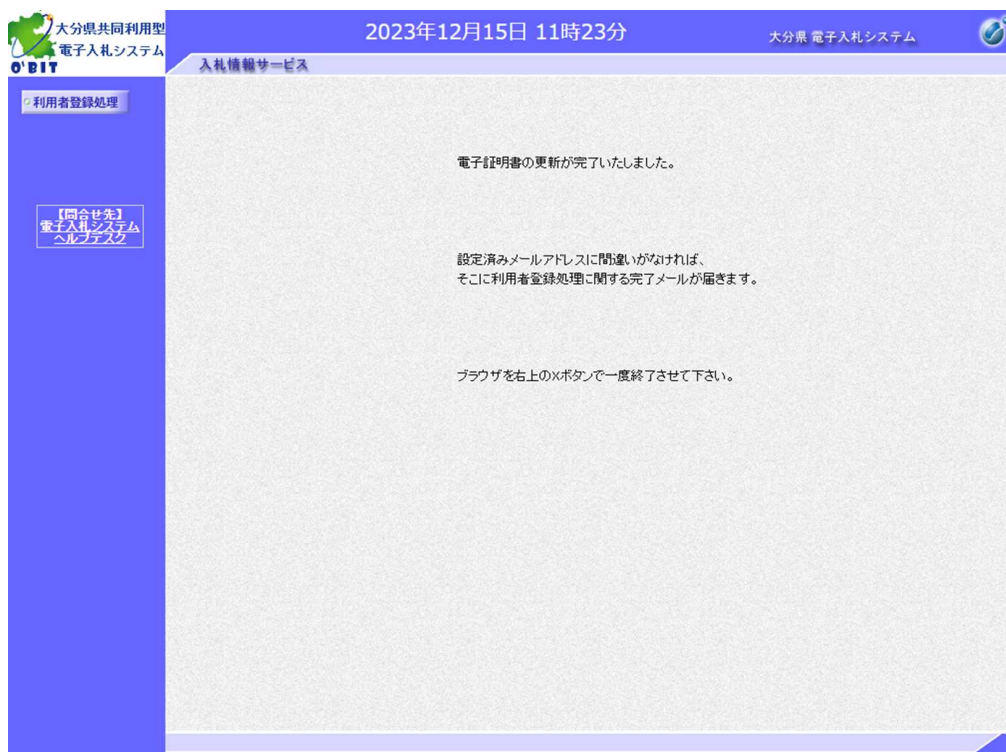 大分県共同利用型
電子入札システム
O'BIT
2023年12月15日 11時23分
大分県 電子入札システム
入札情報サービス
利用者登録処理
【問合せ先】
電子入札システム
ヘルプデスク
電子証明書の更新が完了いたしました。
設定済みメールアドレスに間違いがなければ、
そこに利用者登録処理に関する完了メールが届きます。
ブラウザを右上の×ボタンで一度終了させて下さい。